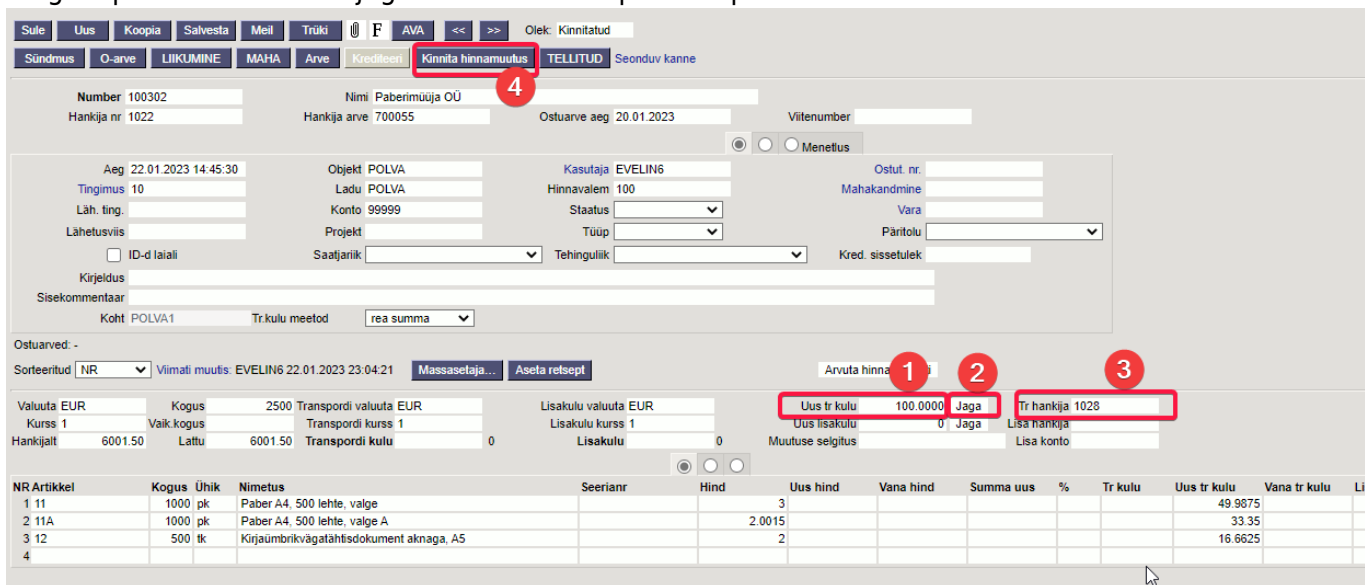 Sule Uus Koopia Salvesta Meil Trüki F AVA << >> Olek: Kinnitatud
Sündmus O-arve LIIKUMINE MAHA Arve Krediteeri Kinnita hinnamuutus TELLITUD Seonduv kanne
4
Number 100302 Nimi Paberimüüja OÜ
Hankija nr 1022 Hankija arve 700055 Ostuarve aeg 20.01.2023 Viitenumber
Menetlus
Aeg 22.01.2023 14:45:30 Objekt POLVA Kasutaja EVELIN6 Ostut. nr.
Tingimus 10 Ladu POLVA Hinnavalem 100 Mahakandmine
Läh. ting. Konto 99999 Staatus Vara
Lähetusviis Projekt Tüüp Päritolu
ID-d laiali Saatjariik Tehinguliik Kred. sissetulek
Kirjeldus
Sisekommentaar
Koht POLVA1 Tr.kulu meetod rea summa
Ostuarved: -
Sorteeritud NR Viimati muutis: EVELIN6 22.01.2023 23:04:21 Massasetaja... Aseta retsept Arvuta 1 2 3
Valuuta EUR Kogus 2500 Transpordi valuuta EUR Lisakulu valuuta EUR Uus tr kulu 100.0000 Jaga Tr hankija 1028
Kurss 1 Vaik.kogus Transpordi kurss 1 Lisakulu kurss 1 Uus lisakulu 0 Jaga Lisa hankija
Hankijalt 6001.50 Lattu 6001.50 Transpordi kulu 0 Lisakulu 0 Muutuse selgitus Lisa konto
NR Artikkel Kogus Ühik Nimetus Seerianr Hind Uus hind Vana hind Summa uus % Tr kulu Uus tr kulu Vana tr kulu Li
1 11 1000 pk Paber A4, 500 lehte, valge 3 49.9875
2 11A 1000 pk Paber A4, 500 lehte, valge A 2.0015 33.35
3 12 500 tk Kirjaümbrikvägatähtisdokument aknaga, A5 2 16.6625
4